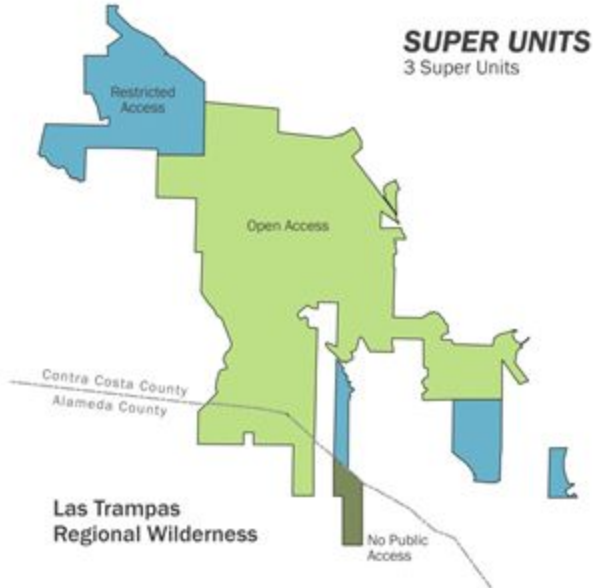 SUPER UNITS
3 Super Units
Restricted
Access
Open Access
Contra Costa County
Alameda County
Las Trampas
Regional Wilderness
No Public
Access